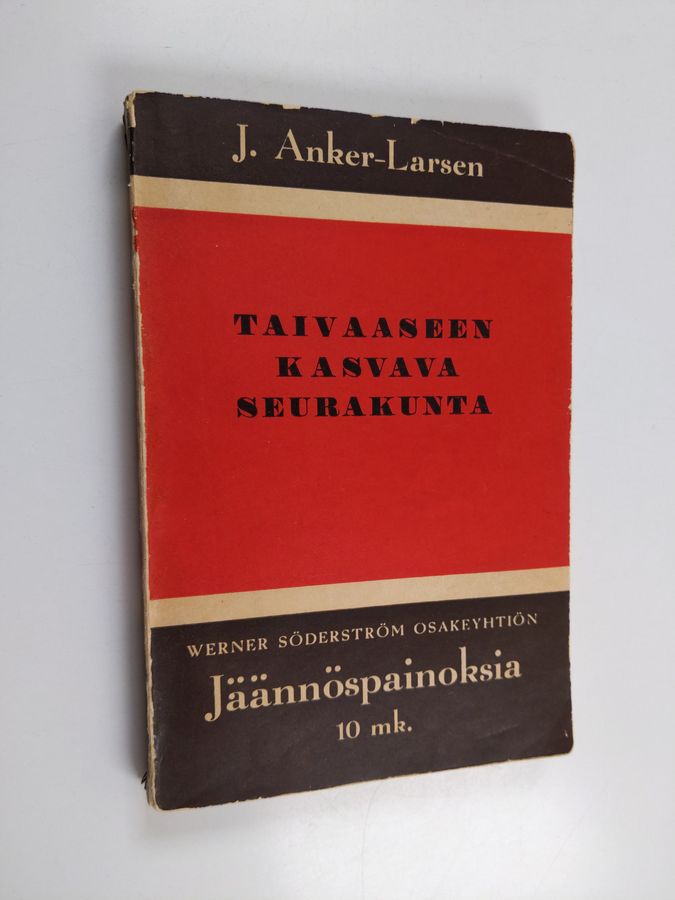 J. Anker-Larsen
TAIVAASEEN
KASVAVA
SEURAKUNTA
WERNER SÖDERSTRÖM OSAKEYHTIÖN
Jäännöspainoksia
10 mk.